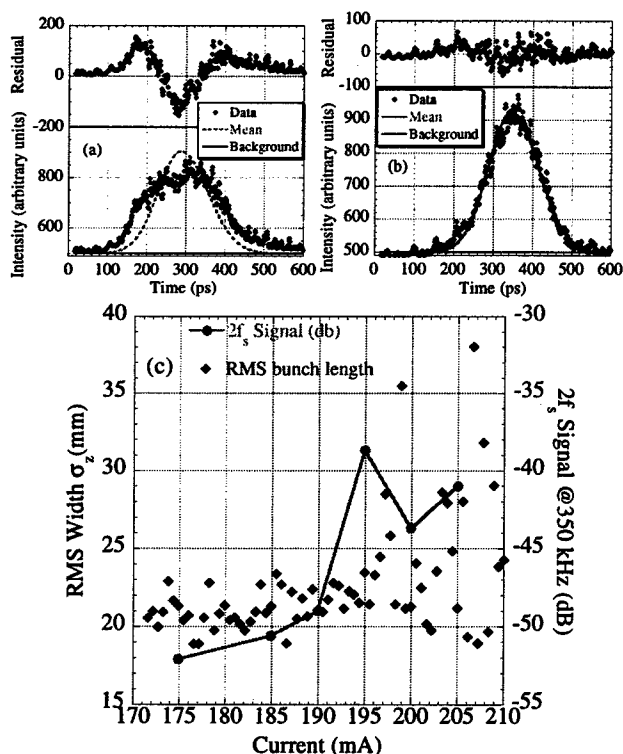 200
100
0
-200
Residual
Data
Mean
Background
(a)
800
600
Intensity (arbitrary units)
0 100 200 300 400 500 600
Time (ps)
100
0
-100
Residual
Data
Mean
Background
(b)
900
800
700
600
500
Intensity (arbitrary units)
0 100 200 300 400 500 600
Time (ps)
(c)
2fs Signal (db)
RMS bunch length
40
35
30
25
20
15
RMS Width σz(mm)
-30
-35
-40
-45
-50
-55
2fs Signal @350 kHz (dB)
170 175 180 185 190 195 200 205 210
Current (mA)